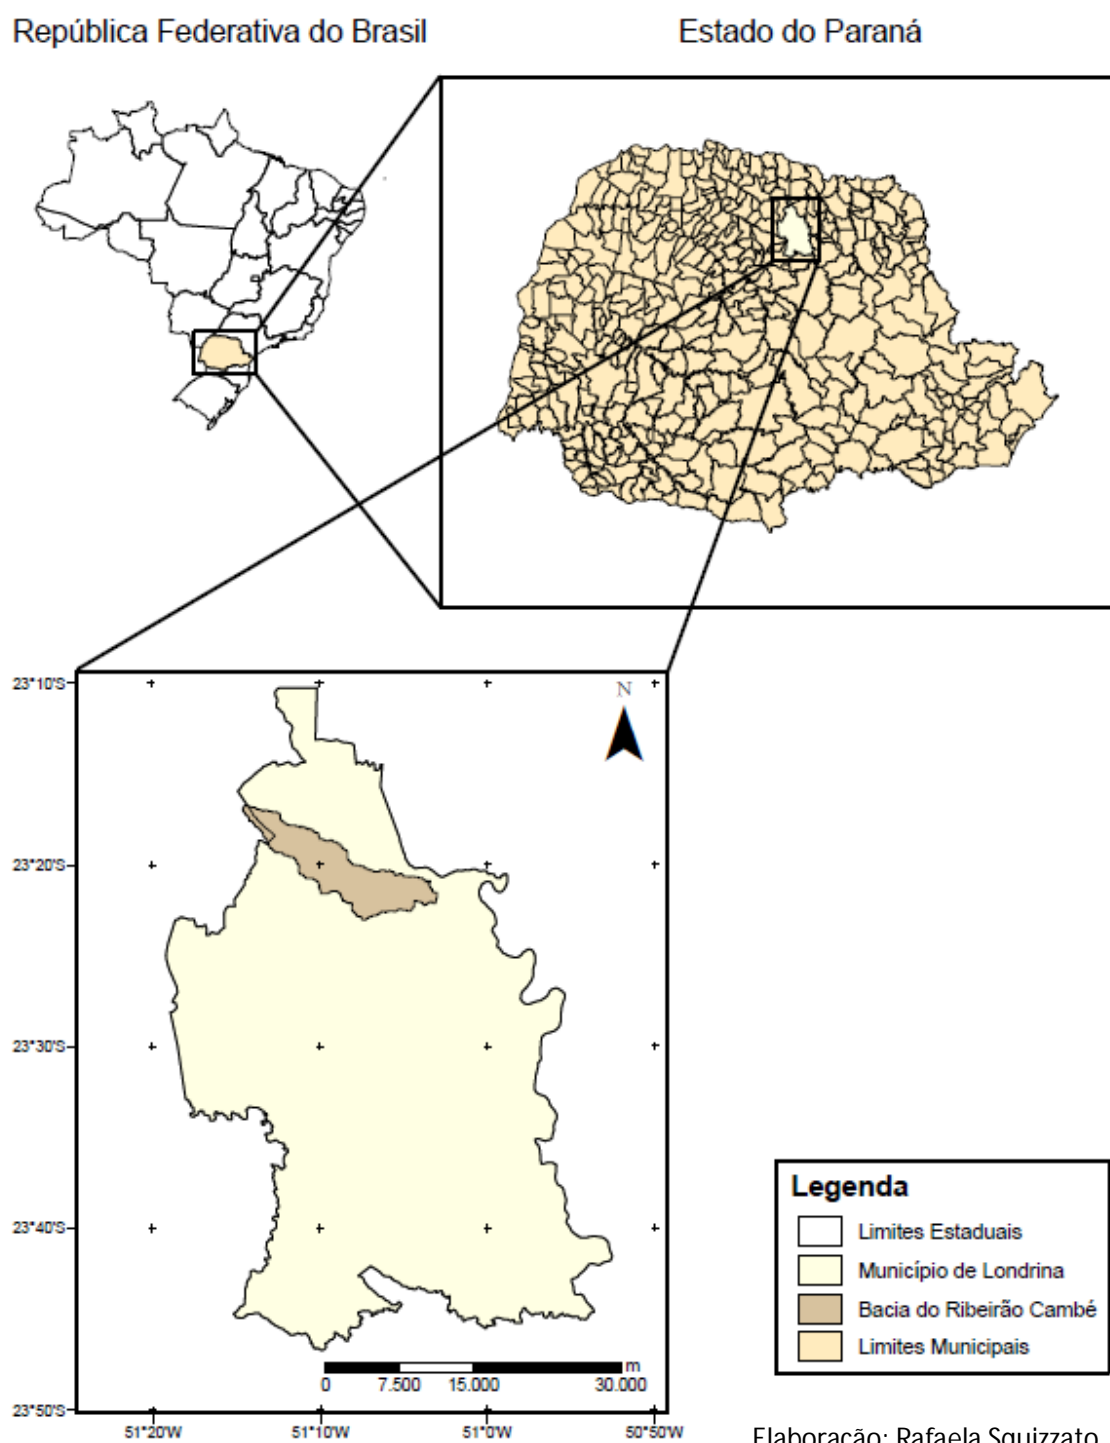 República Federativa do Brasil
Estado do Paraná
N
23°10'S
23°20'S
23°30'S
23°40'S
23°50'S
51°20'W
51°10'W
51°0'W
50°50'W
m
0
7.500
15.000
30.000
Legenda
Limites Estaduais
Município de Londrina
Bacia do Ribeirão Cambé
Limites Municipais
Elaboração: Rafaela Squizzato